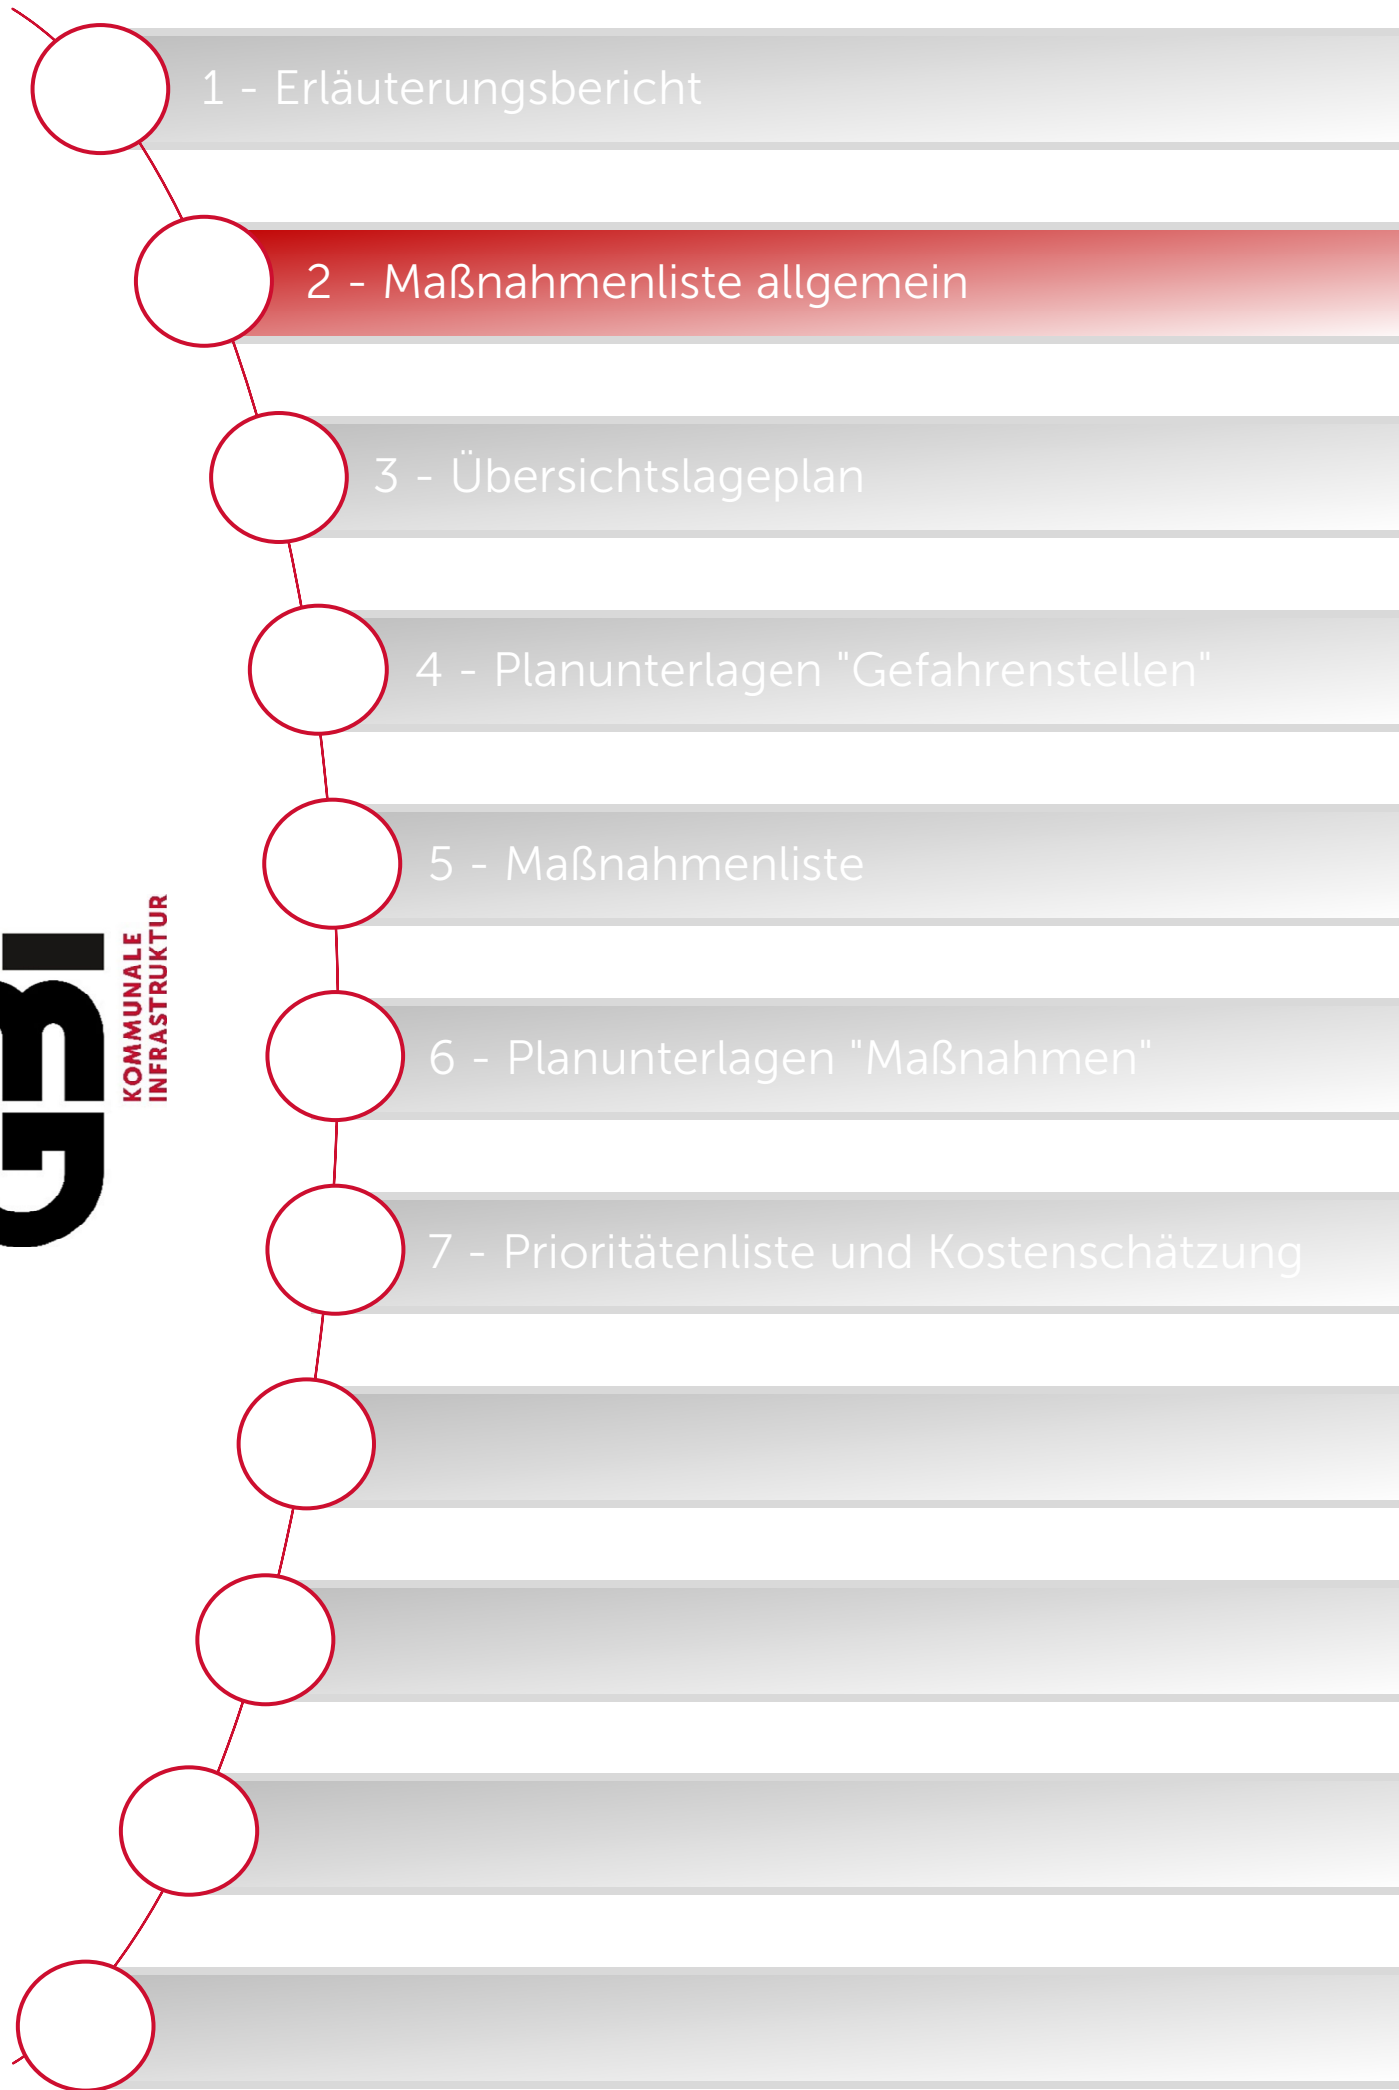 1 - Erläuterungsbericht
2 - Maßnahmenliste allgemein
3 - Übersichtslageplan
4 - Planunterlagen "Gefahrenstellen"
5 - Maßnahmenliste
KOMMUNALE
INFRASTRUKTUR
6 - Planunterlagen "Maßnahmen"
7 - Prioritätenliste und Kostenschätzung